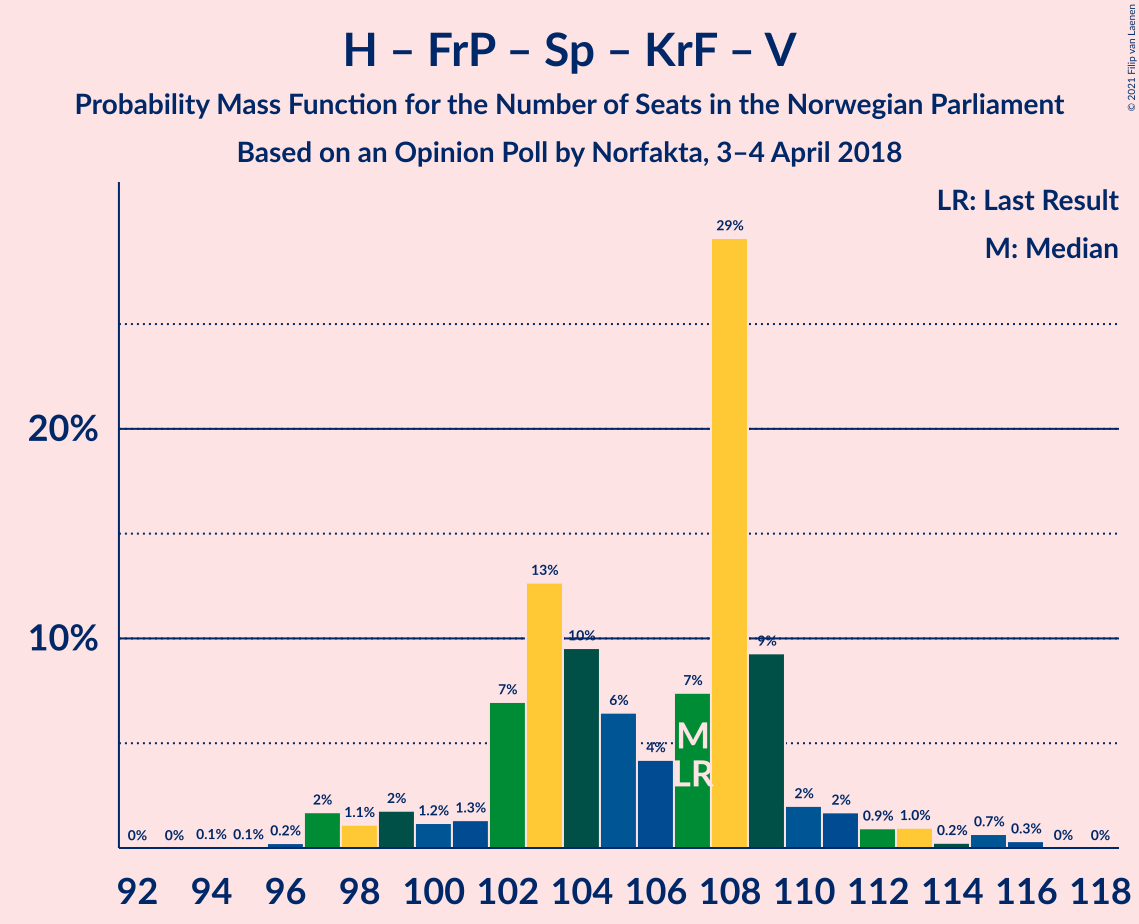 H – FrP – Sp – KrF – V
Probability Mass Function for the Number of Seats in the Norwegian Parliament
Based on an Opinion Poll by Norfakta, 3–4 April 2018
© 2021 Filip van Laenen
LR: Last Result
M: Median
20%
10%
0% 0% 0.1% 0.1% 0.2% 2% 1.1% 2% 1.2% 1.3% 7% 13% 10% 6% 4% 7% 29% 9% 2% 2% 0.9% 1.0% 0.2% 0.7% 0.3% 0% 0%
M
LR
92 94 96 98 100 102 104 106 108 110 112 114 116 118